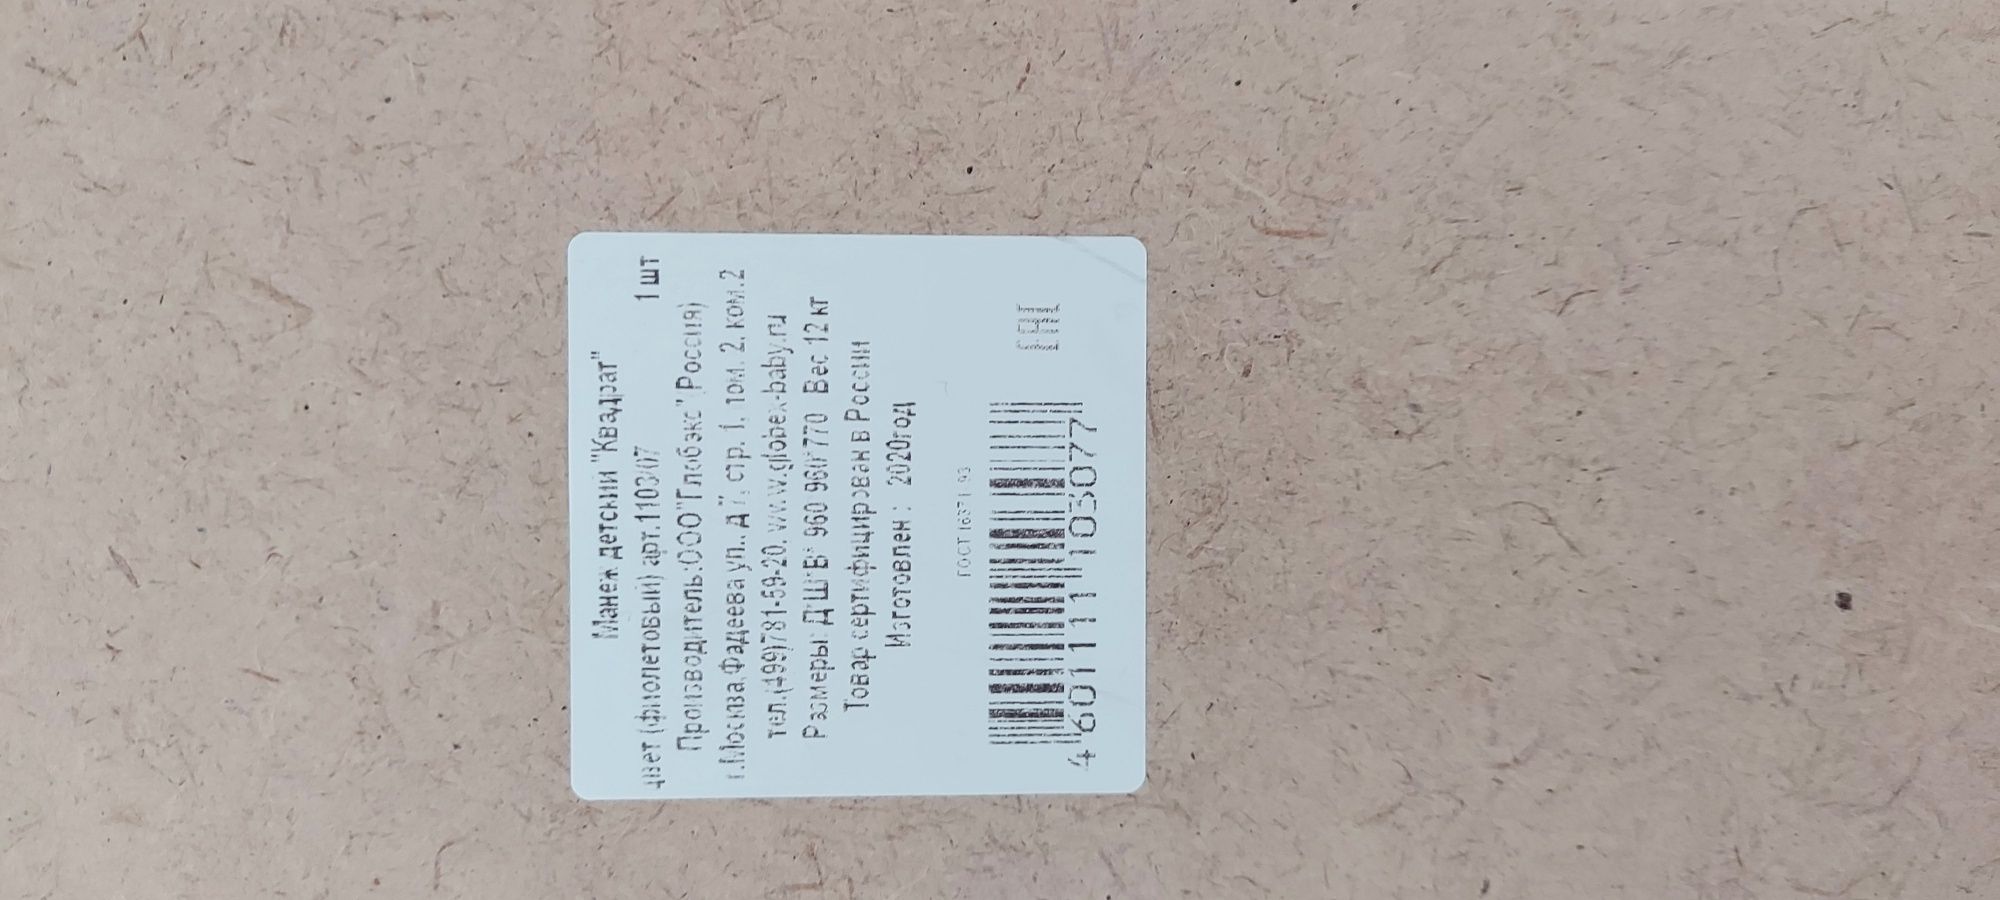 Манеж детский "Квадрат"
цвет (фиолетовый) арт.1103/07 1 шт
Производитель:ООО"Глобэкс"(Россия)
г.Москва,Фадеева ул., д.7, стр. 1, пом. 2, ком.2
тел.(499)781-59-20. www.globex-baby.ru
Размеры: Д*Ш*В* 960*960*770 Вес 12 кг
Товар сертифицирован в России
Изготовлен : 2020год
ГОСТ 16371-93
EAC
4 601111 103077